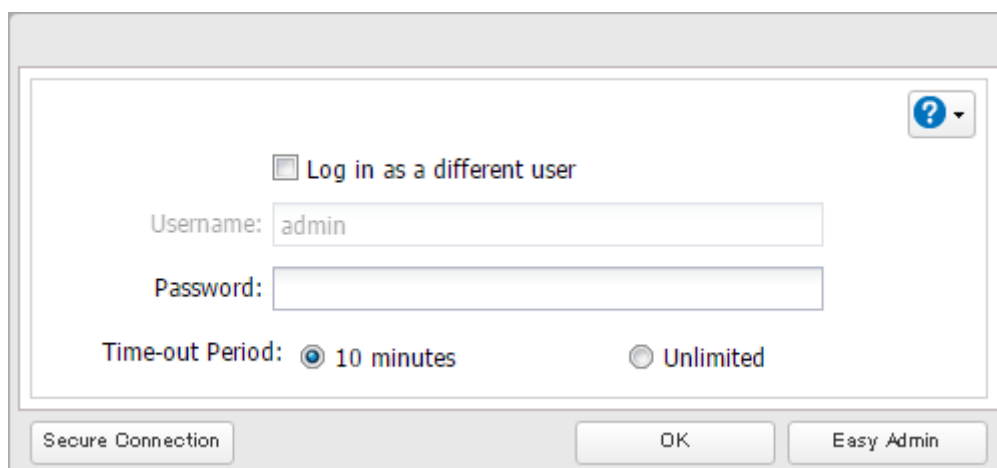 ?
Log in as a different user
Username: admin
Password:
Time-out Period: 10 minutes Unlimited
Secure Connection OK Easy Admin